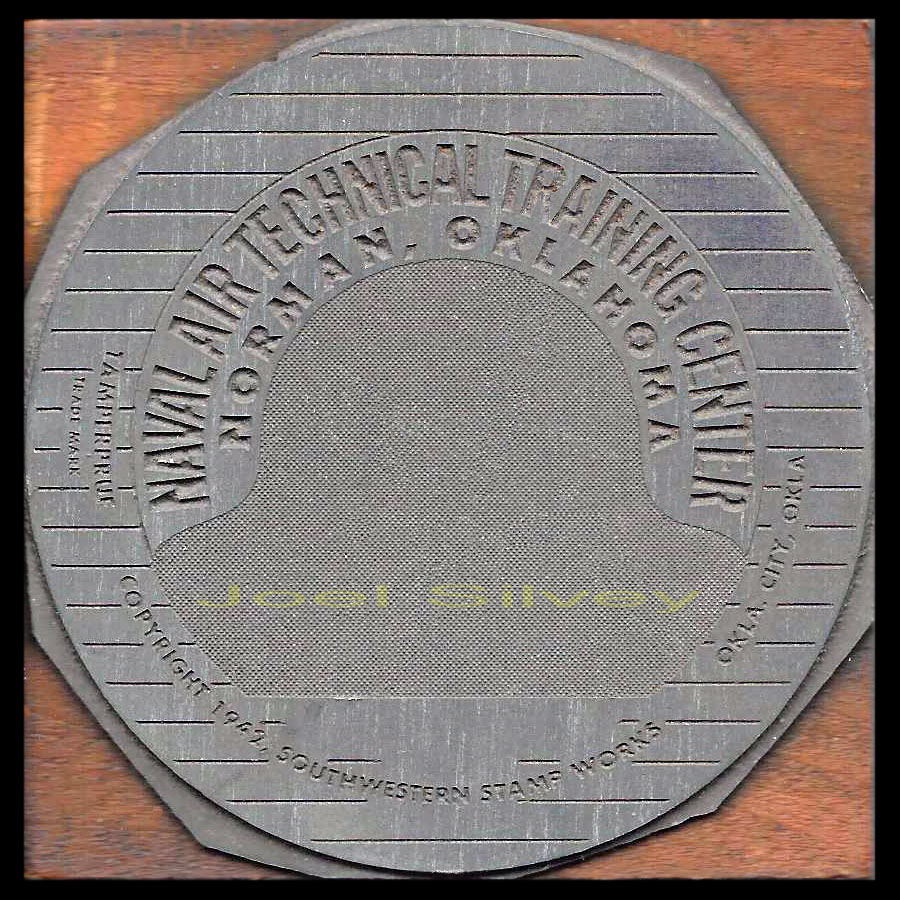 NAVAL AIR TECHNICAL TRAINING CENTER
NORMAN, OKLAHOMA
TAMPERPRUF
TRADE MARK
Joel Silvey
COPYRIGHT 1942, SOUTHWESTERN STAMP WORKS
OKLA. CITY, OKLA